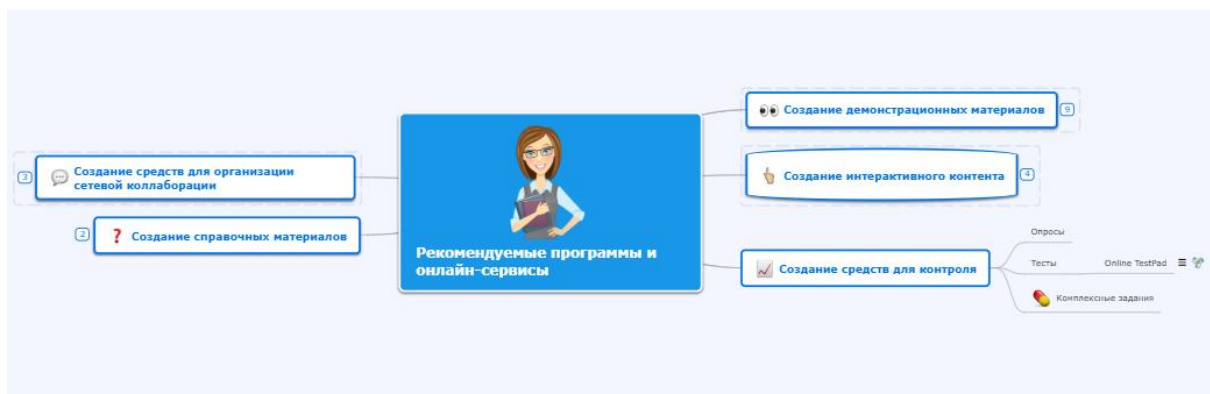 Создание демонстрационных материалов
9
3
Создание средств для организации
сетевой коллаборации
Создание интерактивного контента
4
2
? Создание справочных материалов
Рекомендуемые программы и
онлайн-сервисы
Создание средств для контроля
Опросы
Тесты
Online TestPad
Комплексные задания